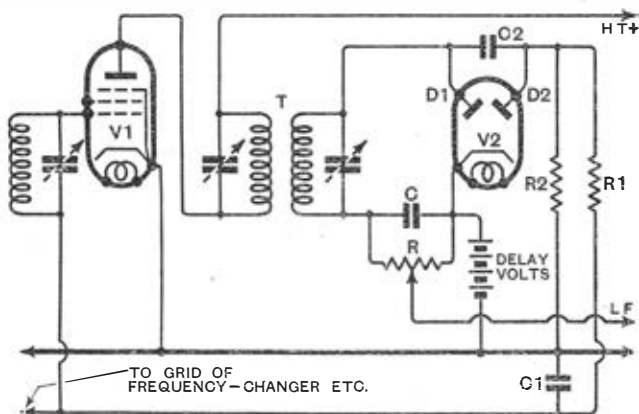 HT+
C2
T
D1
D2
V1
V2
C
R2
R1
R
DELAY
VOLTS
LF
TO GRID OF
FREQUENCY-CHANGER ETC.
C1